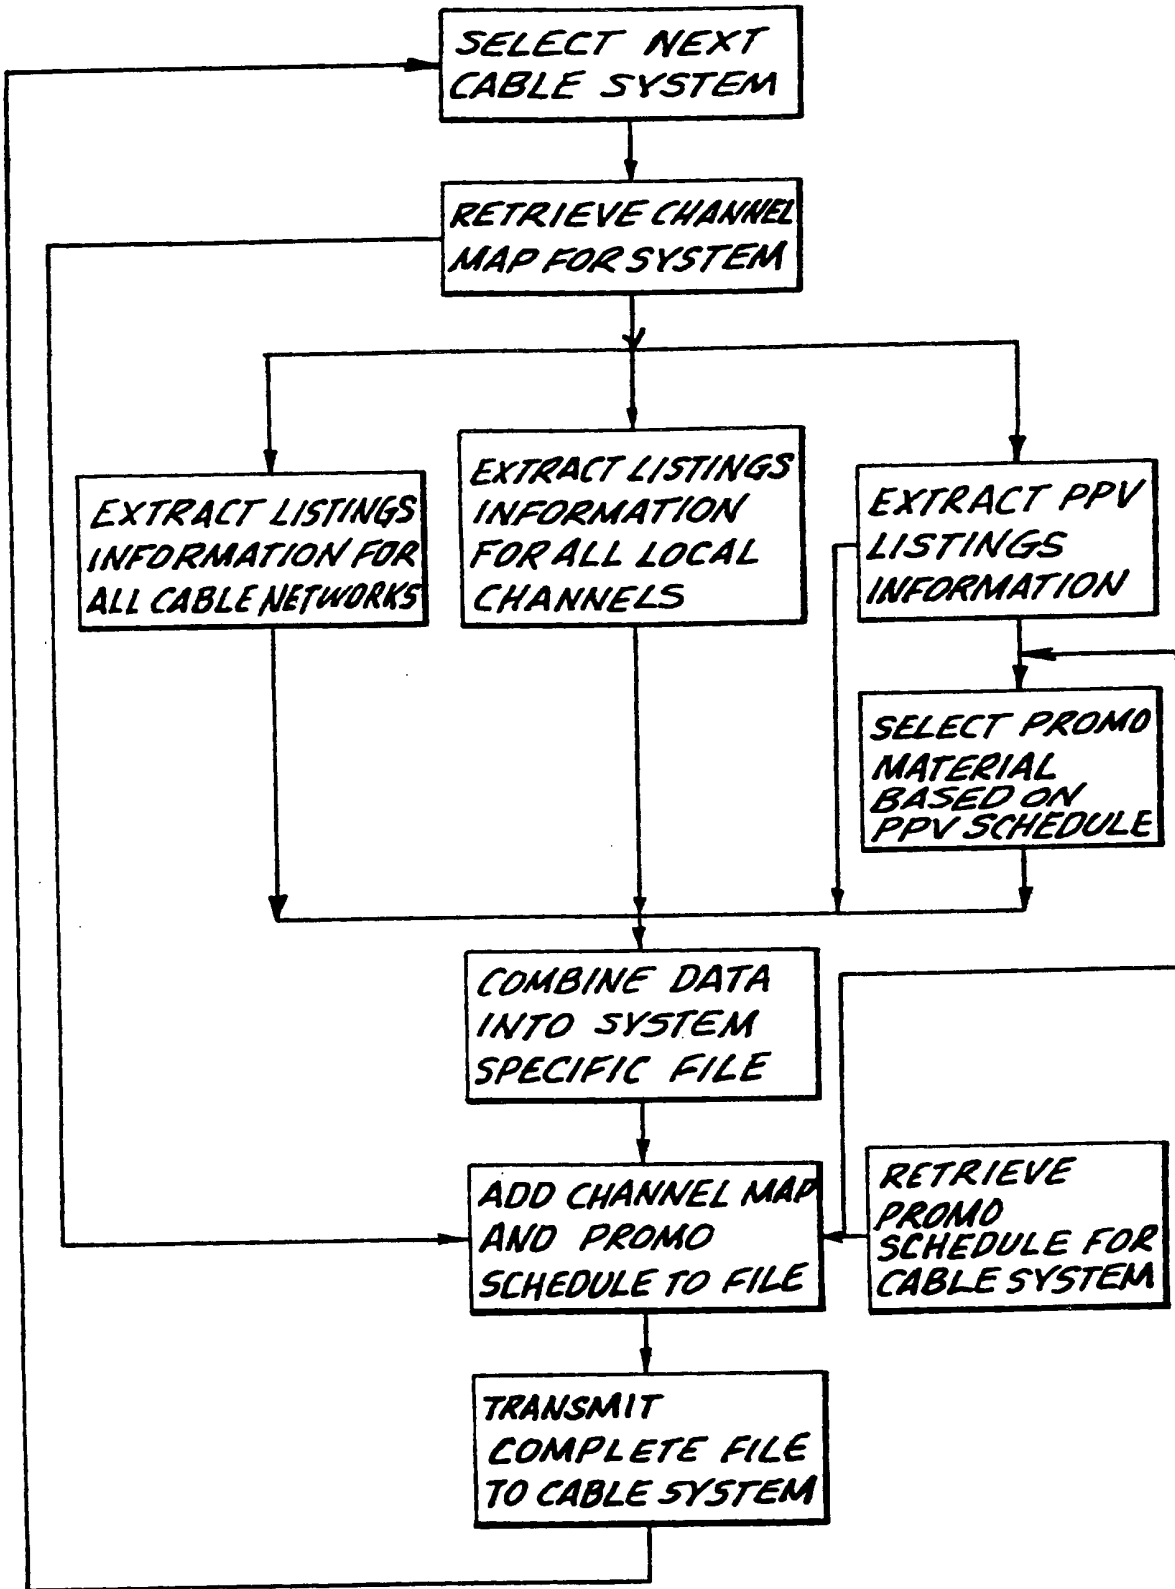 SELECT NEXT
CABLE SYSTEM
RETRIEVE CHANNEL
MAP FOR SYSTEM
EXTRACT LISTINGS
INFORMATION FOR
ALL CABLE NETWORKS
EXTRACT LISTINGS
INFORMATION
FOR ALL LOCAL
CHANNELS
EXTRACT PPV
LISTINGS
INFORMATION
SELECT PROMO
MATERIAL
BASED ON
PPV SCHEDULE
COMBINE DATA
INTO SYSTEM
SPECIFIC FILE
ADD CHANNEL MAP
AND PROMO
SCHEDULE TO FILE
RETRIEVE
PROMO
SCHEDULE FOR
CABLE SYSTEM
TRANSMIT
COMPLETE FILE
TO CABLE SYSTEM